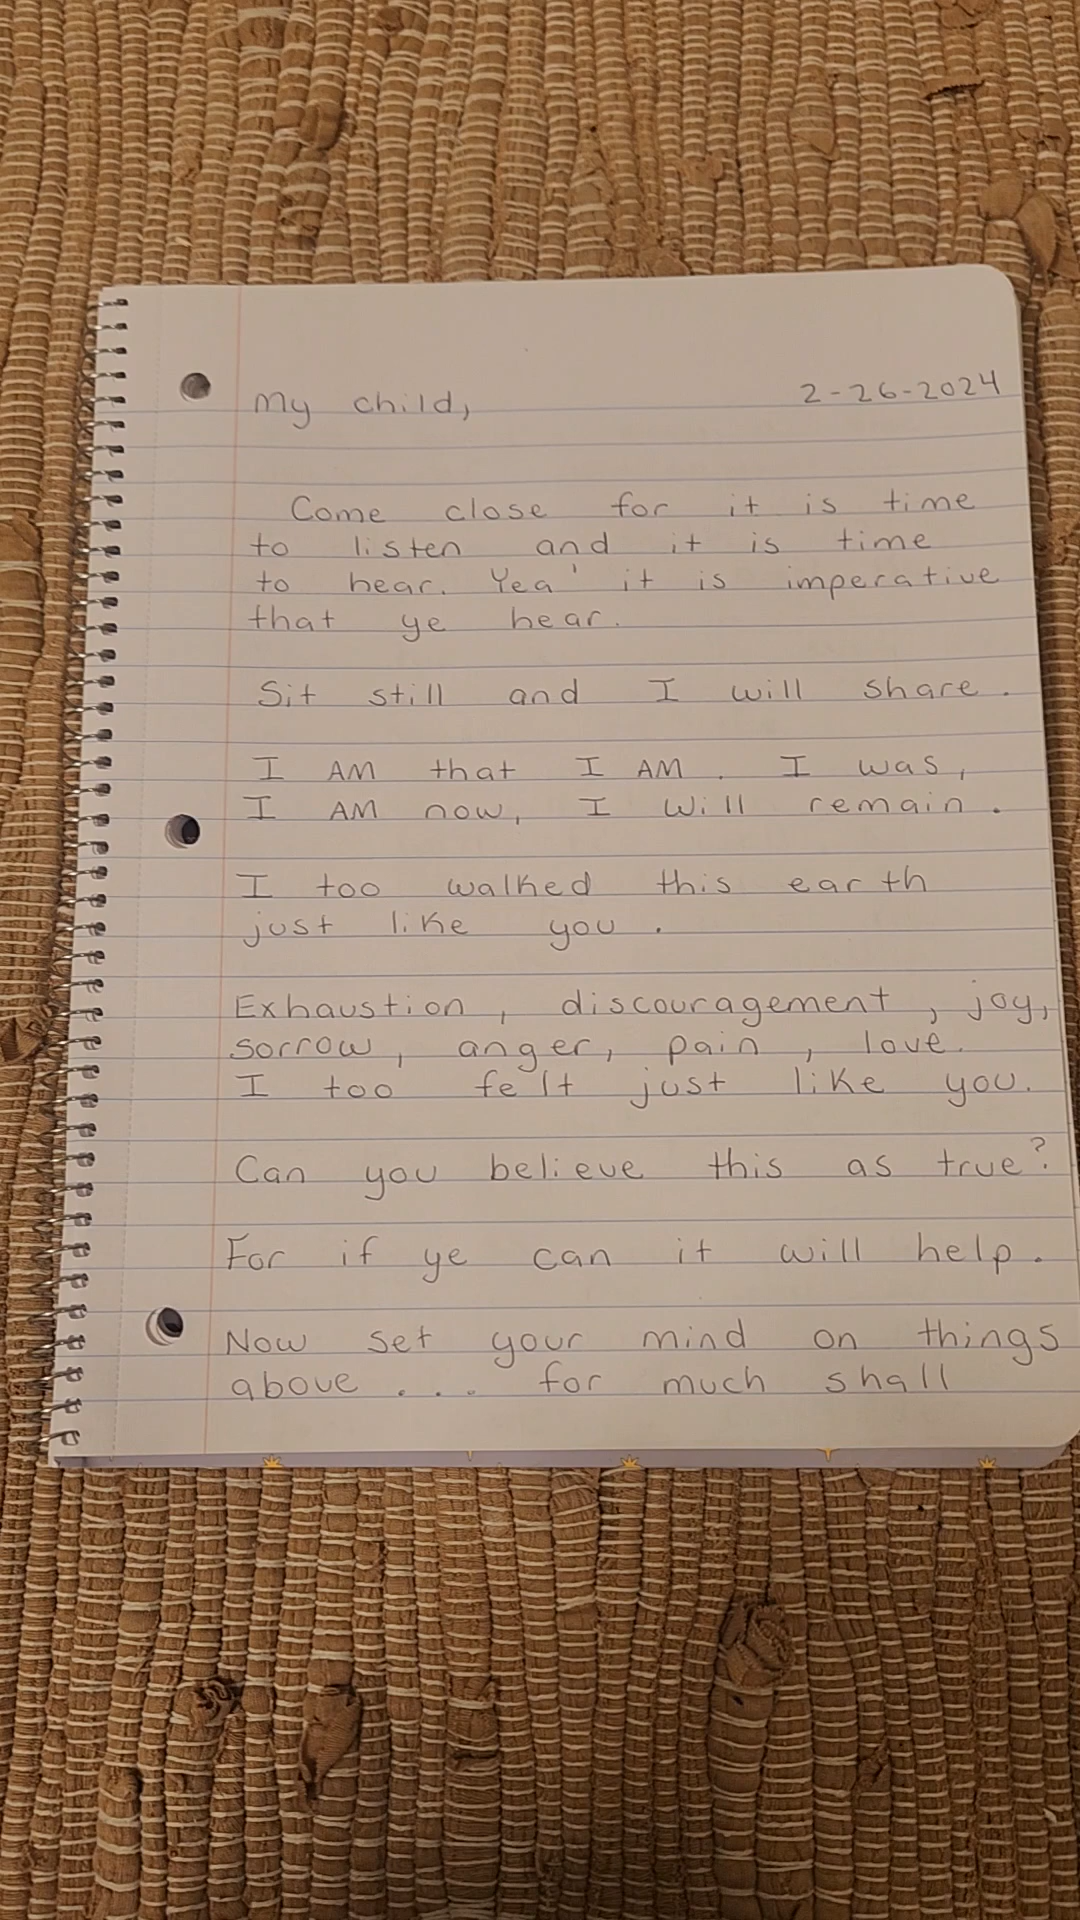 My child, 2-26-2024
Come close for it is time
to listen and it is time
to hear. Yea' it is imperative
that ye hear.
Sit still and I will share.
I AM that I AM. I was,
I AM now, I will remain.
I too walked this earth
just like you.
Exhaustion, discouragement, joy,
sorrow, anger, pain, love.
I too felt just like you.
Can you believe this as true?
For if ye can it will help.
Now set your mind on things
above... for much shall